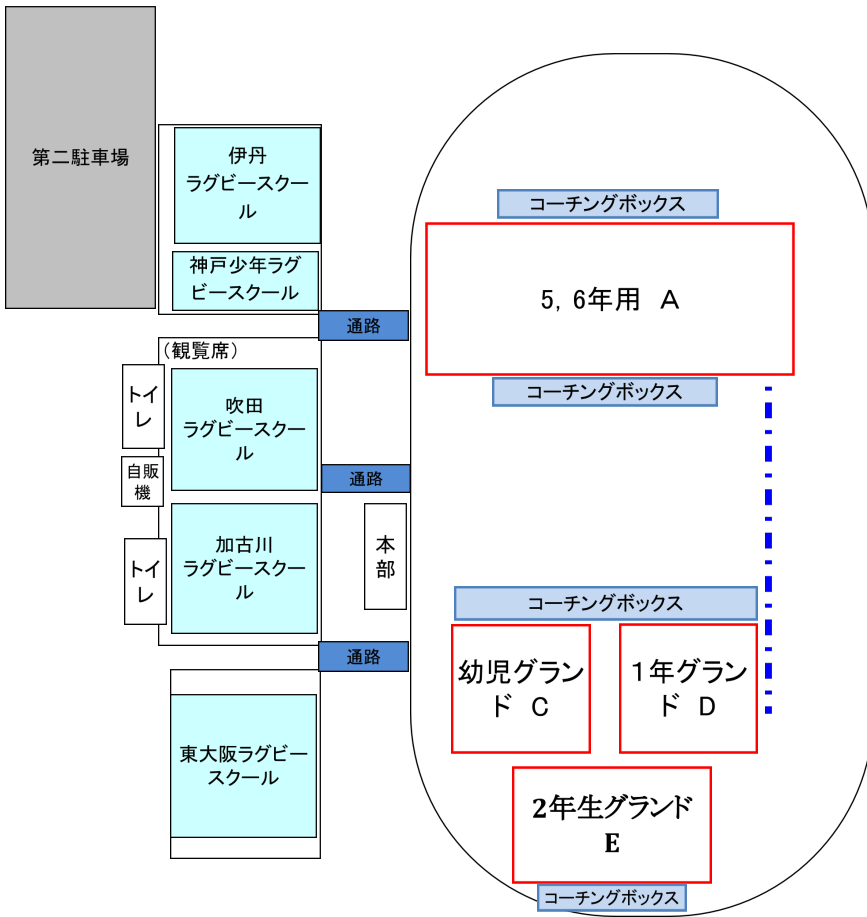 第二駐車場
伊丹
ラグビースクー
ル
神戸少年ラグ
ビースクール
通路
(観覧席)
トイ
レ
吹田
ラグビースクー
ル
自販
機
通路
トイ
レ
加古川
ラグビースクー
ル
本
部
通路
東大阪ラグビー
スクール
コーチングボックス
5, 6年用 A
コーチングボックス
コーチングボックス
幼児グラン
ド C
1年グラン
ド D
2年生グランド
E
コーチングボックス